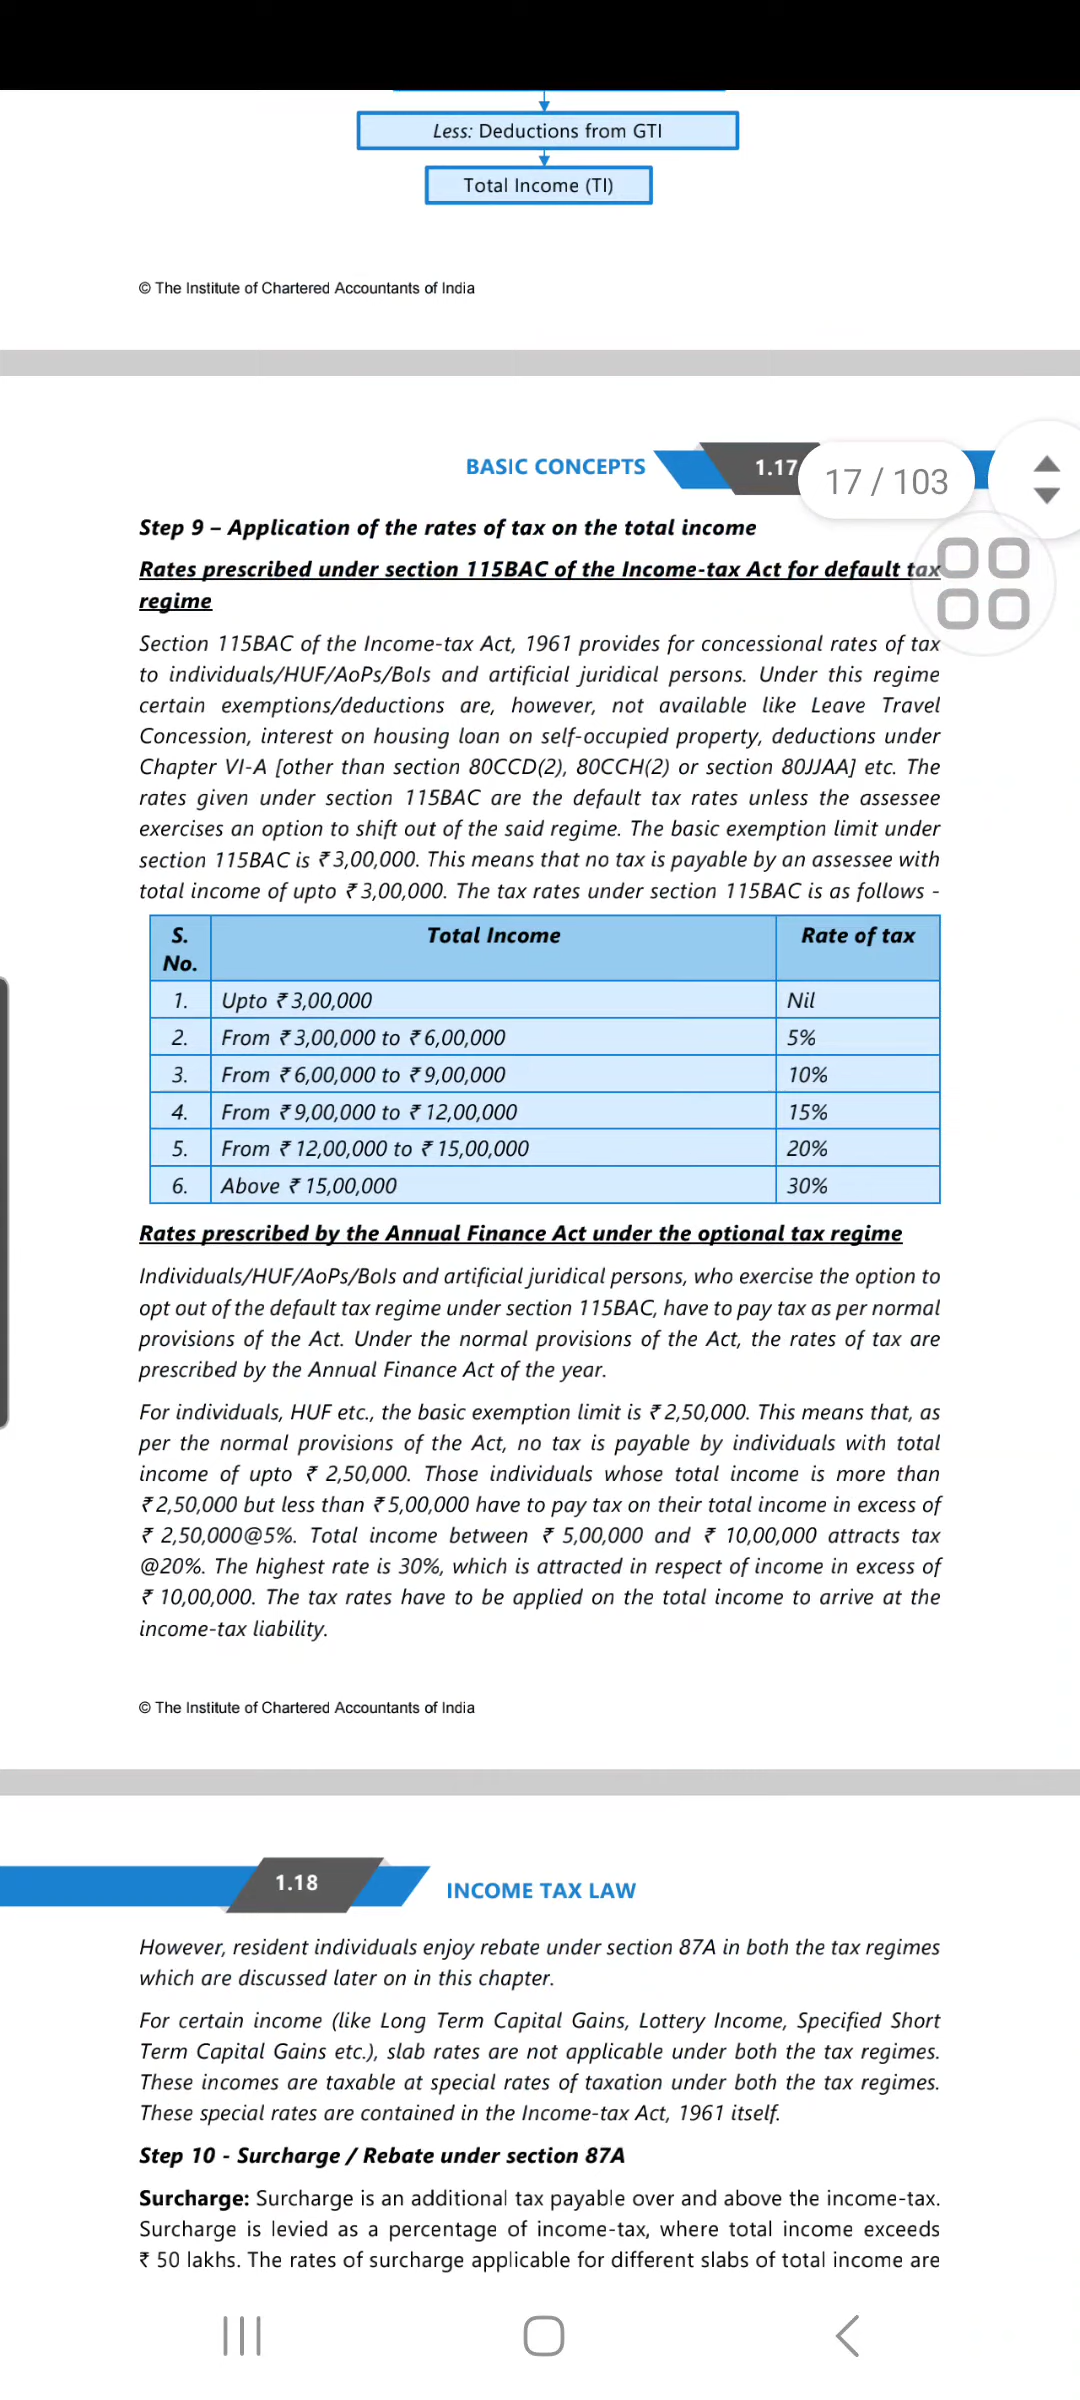 Less: Deductions from GTI
Total Income (TI)
© The Institute of Chartered Accountants of India
BASIC CONCEPTS
1.17
17 / 103
Step 9 – Application of the rates of tax on the total income
Rates prescribed under section 115BAC of the Income-tax Act for default tax
regime
Section 115BAC of the Income-tax Act, 1961 provides for concessional rates of tax
to individuals/HUF/AoPs/BoIs and artificial juridical persons. Under this regime
certain exemptions/deductions are, however, not available like Leave Travel
Concession, interest on housing loan on self-occupied property, deductions under
Chapter VI-A [other than section 80CCD(2), 80CCH(2) or section 80JJAA] etc. The
rates given under section 115BAC are the default tax rates unless the assessee
exercises an option to shift out of the said regime. The basic exemption limit under
section 115BAC is ₹ 3,00,000. This means that no tax is payable by an assessee with
total income of upto ₹ 3,00,000. The tax rates under section 115BAC is as follows -
S. No. Total Income Rate of tax
1. Upto ₹ 3,00,000 Nil
2. From ₹ 3,00,000 to ₹ 6,00,000 5%
3. From ₹ 6,00,000 to ₹ 9,00,000 10%
4. From ₹ 9,00,000 to ₹ 12,00,000 15%
5. From ₹ 12,00,000 to ₹ 15,00,000 20%
6. Above ₹ 15,00,000 30%
Rates prescribed by the Annual Finance Act under the optional tax regime
Individuals/HUF/AoPs/BoIs and artificial juridical persons, who exercise the option to
opt out of the default tax regime under section 115BAC, have to pay tax as per normal
provisions of the Act. Under the normal provisions of the Act, the rates of tax are
prescribed by the Annual Finance Act of the year.
For individuals, HUF etc., the basic exemption limit is ₹ 2,50,000. This means that, as
per the normal provisions of the Act, no tax is payable by individuals with total
income of upto ₹ 2,50,000. Those individuals whose total income is more than
₹ 2,50,000 but less than ₹ 5,00,000 have to pay tax on their total income in excess of
₹ 2,50,000@5%. Total income between ₹ 5,00,000 and ₹ 10,00,000 attracts tax
@20%. The highest rate is 30%, which is attracted in respect of income in excess of
₹ 10,00,000. The tax rates have to be applied on the total income to arrive at the
income-tax liability.
© The Institute of Chartered Accountants of India
1.18
INCOME TAX LAW
However, resident individuals enjoy rebate under section 87A in both the tax regimes
which are discussed later on in this chapter.
For certain income (like Long Term Capital Gains, Lottery Income, Specified Short
Term Capital Gains etc.), slab rates are not applicable under both the tax regimes.
These incomes are taxable at special rates of taxation under both the tax regimes.
These special rates are contained in the Income-tax Act, 1961 itself.
Step 10 - Surcharge / Rebate under section 87A
Surcharge: Surcharge is an additional tax payable over and above the income-tax.
Surcharge is levied as a percentage of income-tax, where total income exceeds
₹ 50 lakhs. The rates of surcharge applicable for different slabs of total income are